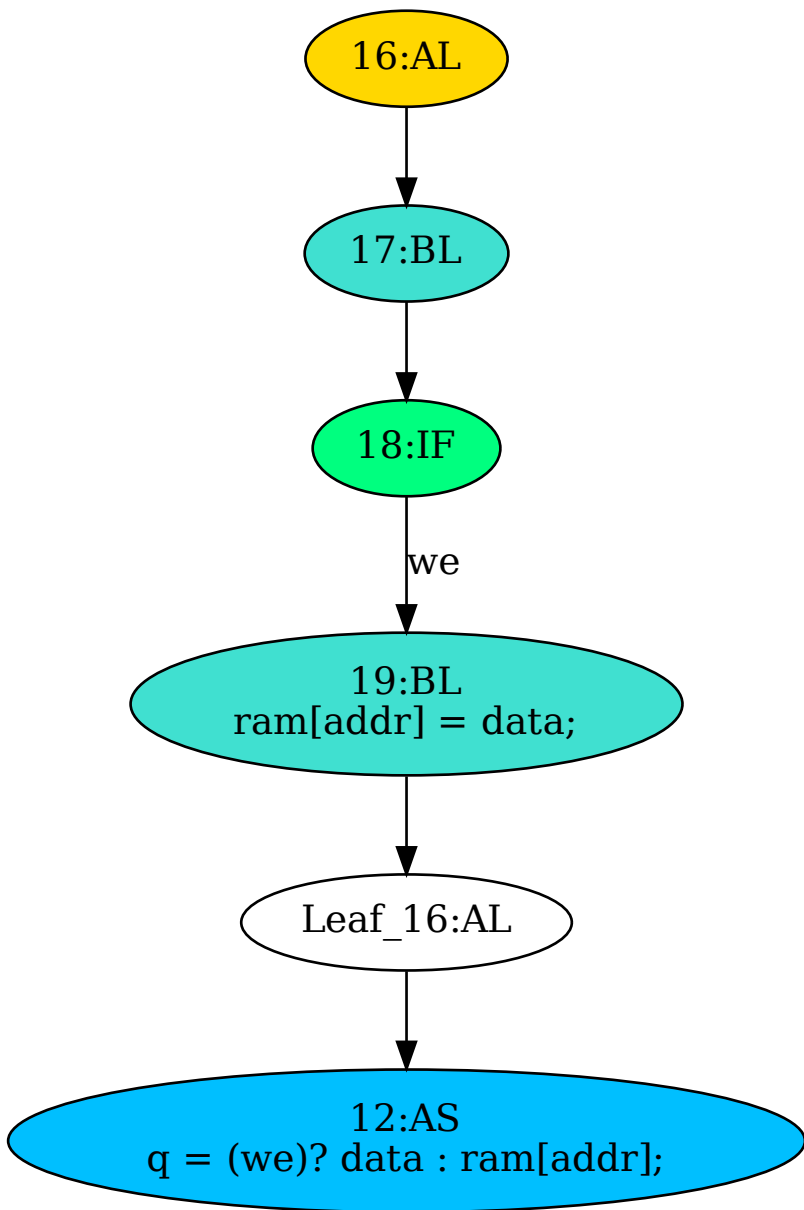 16:AL
17:BL
18:IF
we
19:BL
ram[addr] = data;
Leaf_16:AL
12:AS
q = (we)? data : ram[addr];